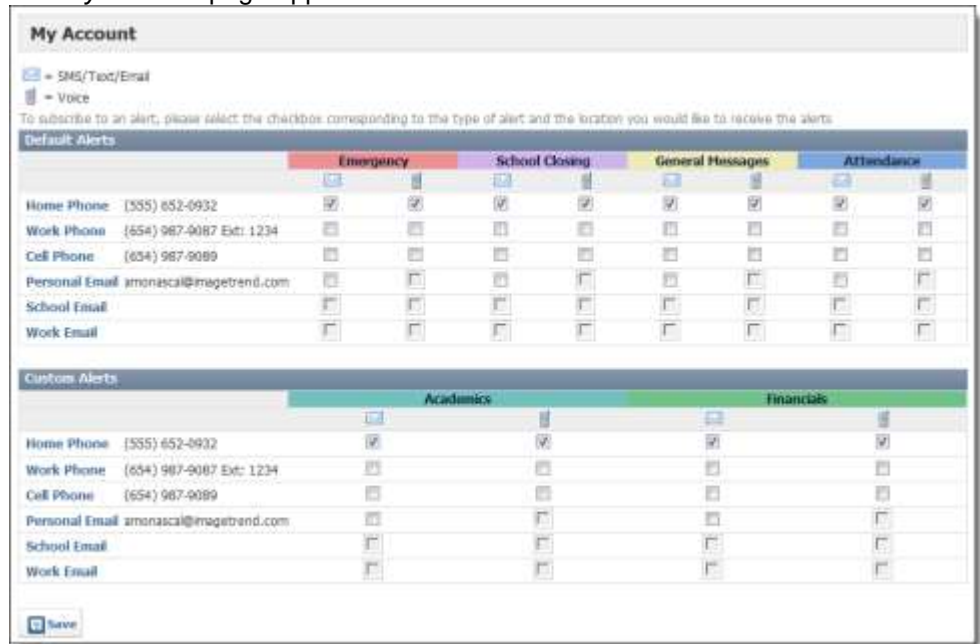 My Account
= SMS/Text/Email
= Voice
To subscribe to an alert, please select the checkbox corresponding to the type of alert and the location you would like to receive the alerts
Default Alerts
Emergency School Closing General Messages Attendance
Home Phone (555) 652-0932
Work Phone (654) 987-9087 Ext: 1234
Cell Phone (654) 987-9089
Personal Email amonascal@imagetrend.com
School Email
Work Email
Custom Alerts
Academics Financials
Home Phone (555) 652-0932
Work Phone (654) 987-9087 Ext: 1234
Cell Phone (654) 987-9089
Personal Email amonascal@imagetrend.com
School Email
Work Email
Save